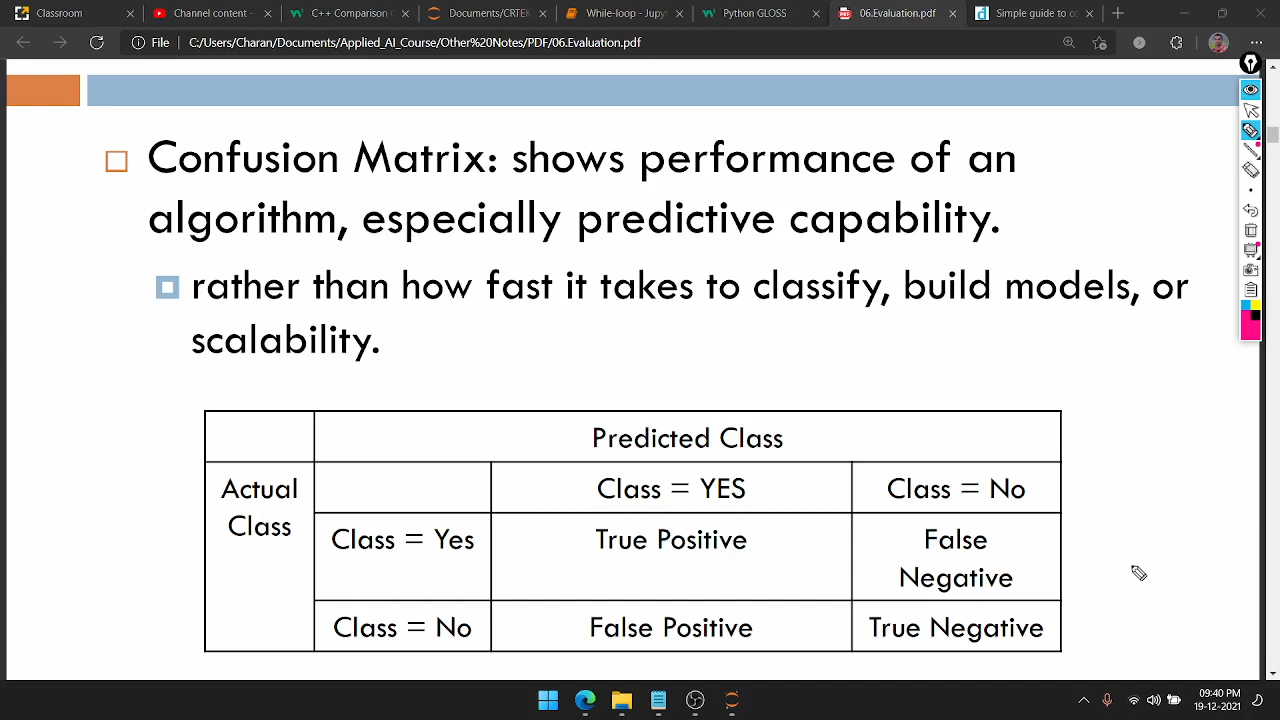 Classroom
Channel content -
C++ Comparison C
Documents/CRTEK
While-loop - Jupyt
Python GLOSS
06.Evaluation.pdf
Simple guide to co
File
C:/Users/Charan/Documents/Applied_AI_Course/Other%20Notes/PDF/06.Evaluation.pdf
Confusion Matrix: shows performance of an
algorithm, especially predictive capability.
rather than how fast it takes to classify, build models, or
scalability.
Predicted Class
Actual
Class
Class = YES
Class = No
Class = Yes
True Positive
False
Negative
Class = No
False Positive
True Negative
09:40 PM
19-12-2021